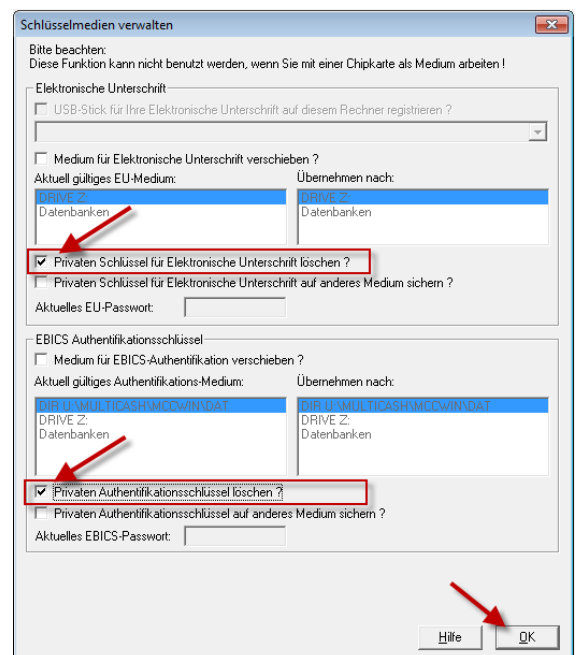 Schlüsselmedien verwalten
Bitte beachten:
Diese Funktion kann nicht benutzt werden, wenn Sie mit einer Chipkarte als Medium arbeiten !
Elektronische Unterschrift
USB-Stick für Ihre Elektronische Unterschrift auf diesem Rechner registrieren ?
Medium für Elektronische Unterschrift verschieben ?
Aktuell gültiges EU-Medium: Übernehmen nach:
DRIVE Z: DRIVE Z:
Datenbanken Datenbanken
Privaten Schlüssel für Elektronische Unterschrift löschen ?
Privaten Schlüssel für Elektronische Unterschrift auf anderes Medium sichern ?
Aktuelles EU-Passwort:
EBICS Authentifikationsschlüssel
Medium für EBICS-Authentifikation verschieben ?
Aktuell gültiges Authentifikations-Medium: Übernehmen nach:
DIR U:\MULTICASH\MCCWIN\DAT DIR U:\MULTICASH\MCCWIN\DAT
DRIVE Z: DRIVE Z:
Datenbanken Datenbanken
Privaten Authentifikationsschlüssel löschen ?
Privaten Authentifikationsschlüssel auf anderes Medium sichern ?
Aktuelles EBICS-Passwort:
Hilfe OK